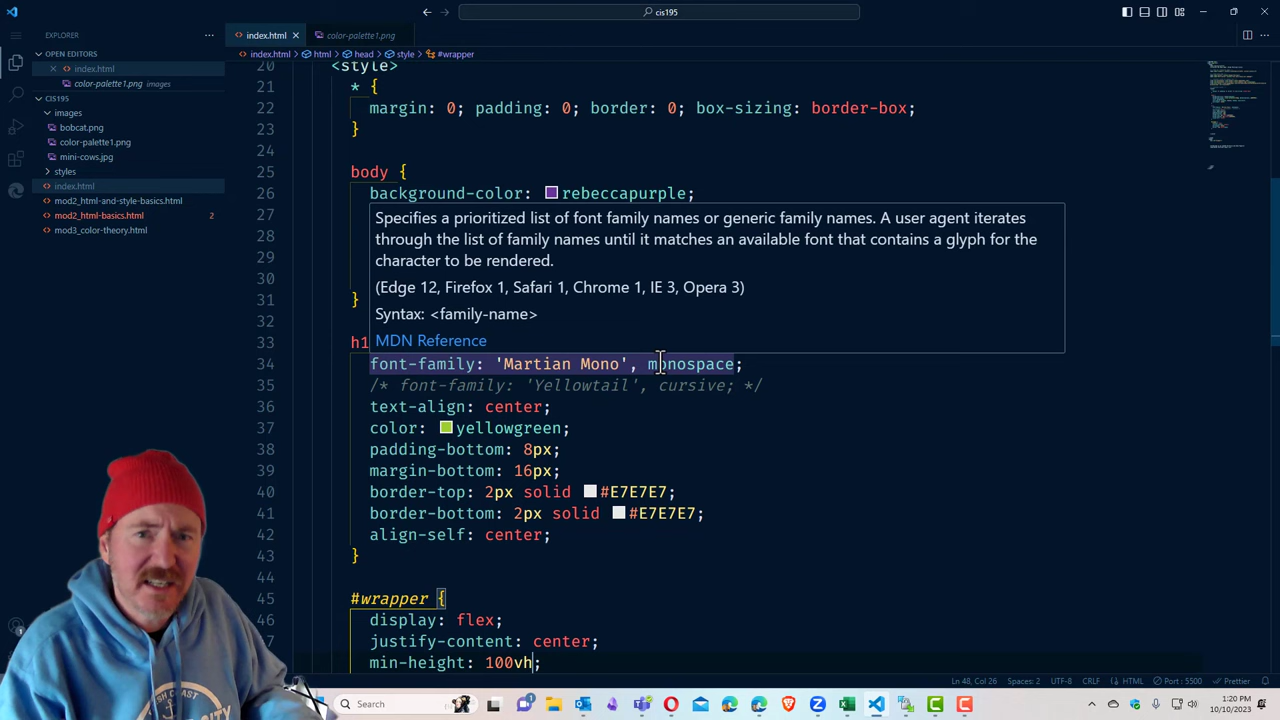 cis195
EXPLORER
index.html
color-palette1.png
OPEN EDITORS
index.html > html > head > style > #wrapper
index.html
color-palette1.png images
CIS195
images
bobcat.png
color-palette1.png
mini-cows.jpg
styles
index.html
mod2_html-and-style-basics.html
mod2_html-basics.html 2
mod3_color-theory.html
20 <style>
21 * {
22 margin: 0; padding: 0; border: 0; box-sizing: border-box;
23 }
24
25 body {
26 background-color: rebeccapurple;
27
28
29
30
31 }
Specifies a prioritized list of font family names or generic family names. A user agent iterates
through the list of family names until it matches an available font that contains a glyph for the
character to be rendered.
(Edge 12, Firefox 1, Safari 1, Chrome 1, IE 3, Opera 3)
Syntax: <family-name>
MDN Reference
32
33 h1
34 font-family: 'Martian Mono', monospace;
35 /* font-family: 'Yellowtail', cursive; */
36 text-align: center;
37 color: yellowgreen;
38 padding-bottom: 8px;
39 margin-bottom: 16px;
40 border-top: 2px solid #E7E7E7;
41 border-bottom: 2px solid #E7E7E7;
42 align-self: center;
43 }
44
45 #wrapper {
46 display: flex;
47 justify-content: center;
min-height: 100vh;
Ln 48, Col 26 Spaces: 2 UTF-8 CRLF HTML Port : 5500 Prettier
Search
1:20 PM
10/10/2023